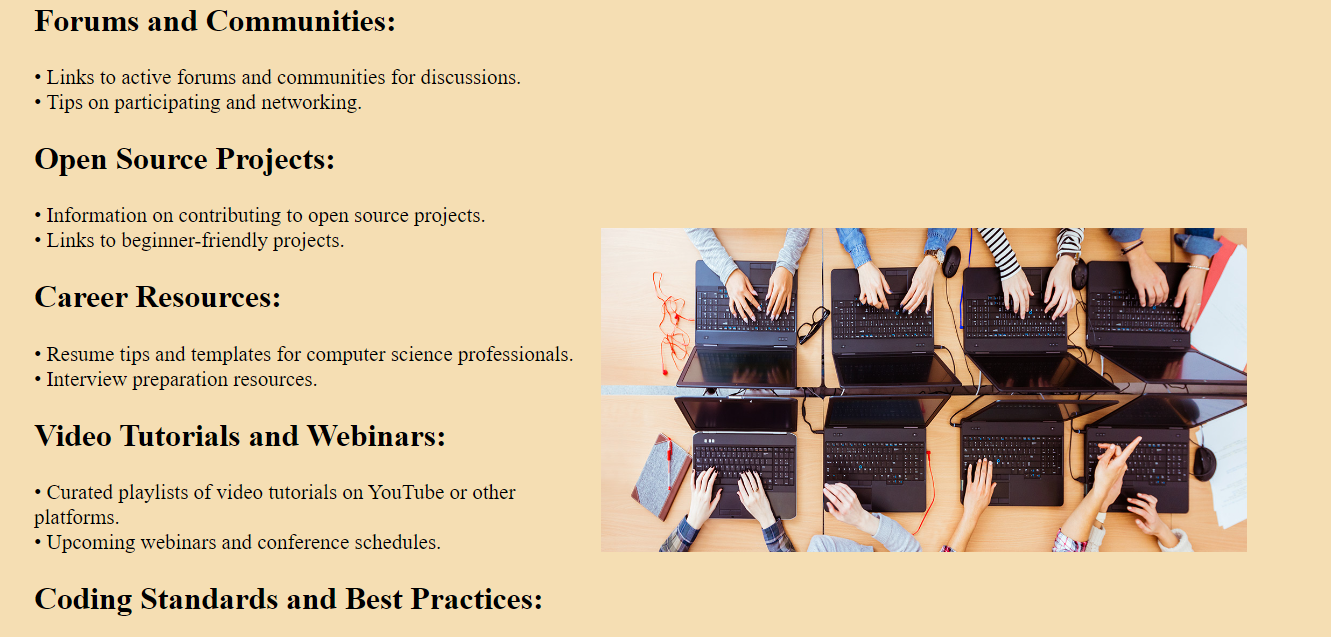 Forums and Communities:
• Links to active forums and communities for discussions.
• Tips on participating and networking.
Open Source Projects:
• Information on contributing to open source projects.
• Links to beginner-friendly projects.
Career Resources:
• Resume tips and templates for computer science professionals.
• Interview preparation resources.
Video Tutorials and Webinars:
• Curated playlists of video tutorials on YouTube or other
platforms.
• Upcoming webinars and conference schedules.
Coding Standards and Best Practices: